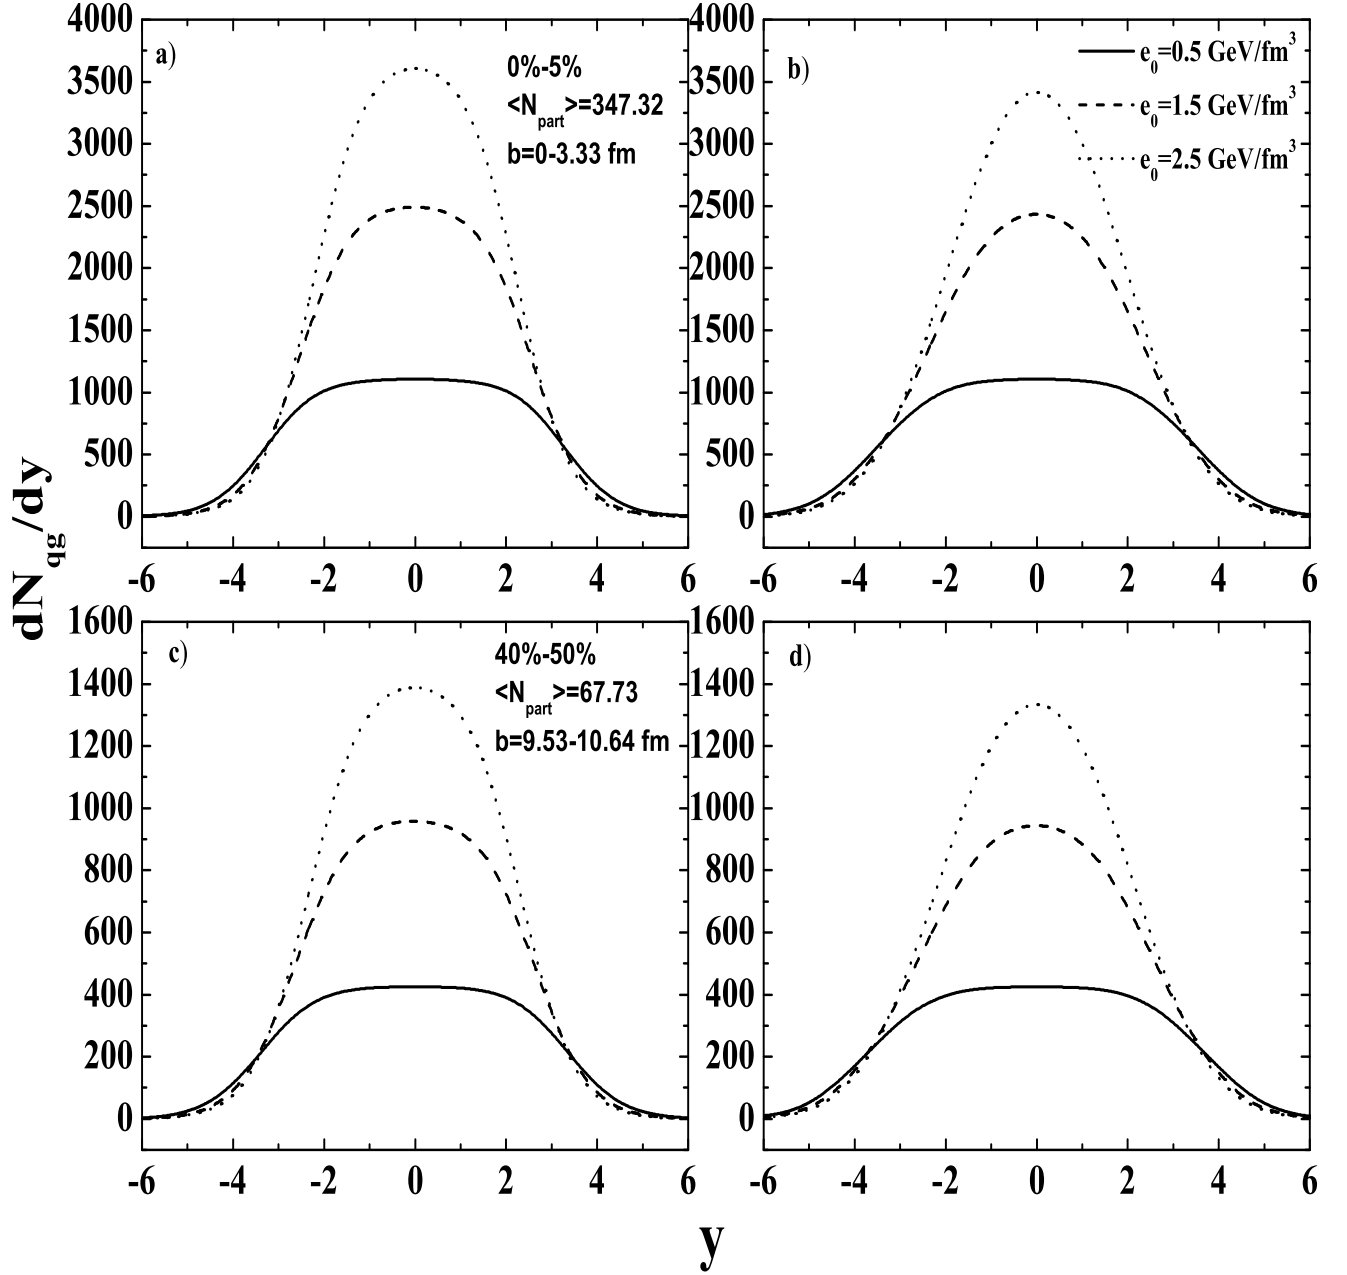 dN_qg/dy
a)
0%-5%
<N_part>=347.32
b=0-3.33 fm
4000
3500
3000
2500
2000
1500
1000
500
0
-6 -4 -2 0 2 4 6
b)
e_0=0.5 GeV/fm^3
e_0=1.5 GeV/fm^3
e_0=2.5 GeV/fm^3
4000
3500
3000
2500
2000
1500
1000
500
0
-6 -4 -2 0 2 4 6
c)
40%-50%
<N_part>=67.73
b=9.53-10.64 fm
1600
1400
1200
1000
800
600
400
200
0
-6 -4 -2 0 2 4 6
d)
1600
1400
1200
1000
800
600
400
200
0
-6 -4 -2 0 2 4 6
y